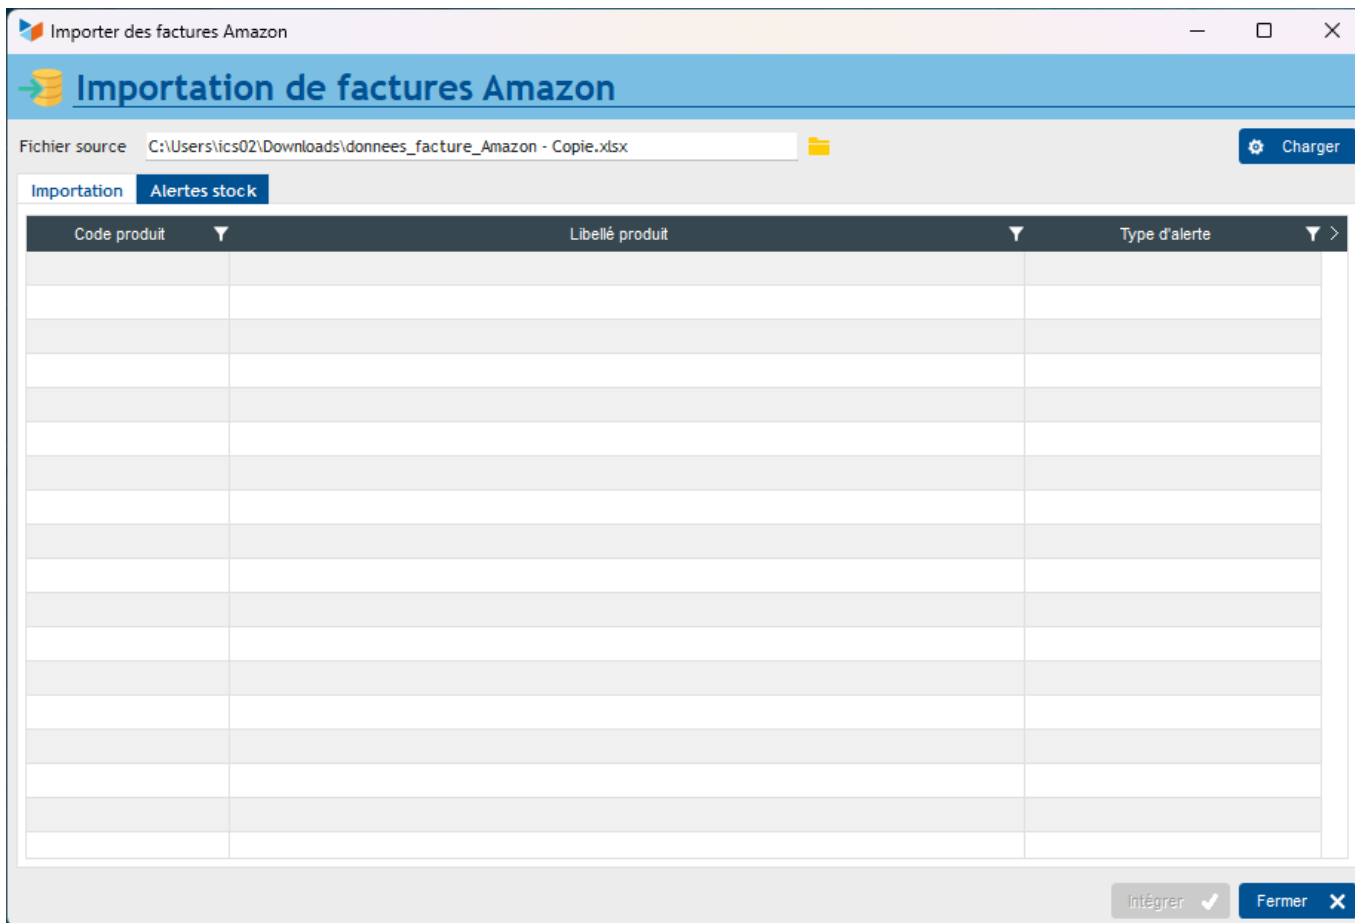 Importer des factures Amazon
Importation de factures Amazon
Fichier source C:\Users\ics02\Downloads\donnees_facture_Amazon - Copie.xlsx Charger
Importation Alertes stock
Code produit Libellé produit Type d'alerte
Intégrer Fermer